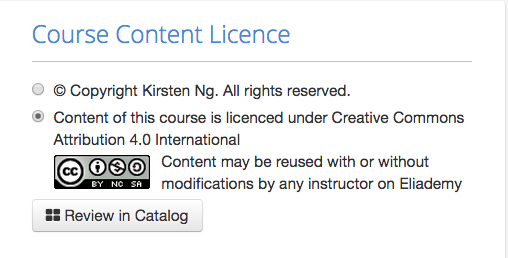 Course Content Licence
© Copyright Kirsten Ng. All rights reserved.
Content of this course is licenced under Creative Commons
Attribution 4.0 International
cc BY NC SA
Content may be reused with or without
modifications by any instructor on Eliademy
Review in Catalog